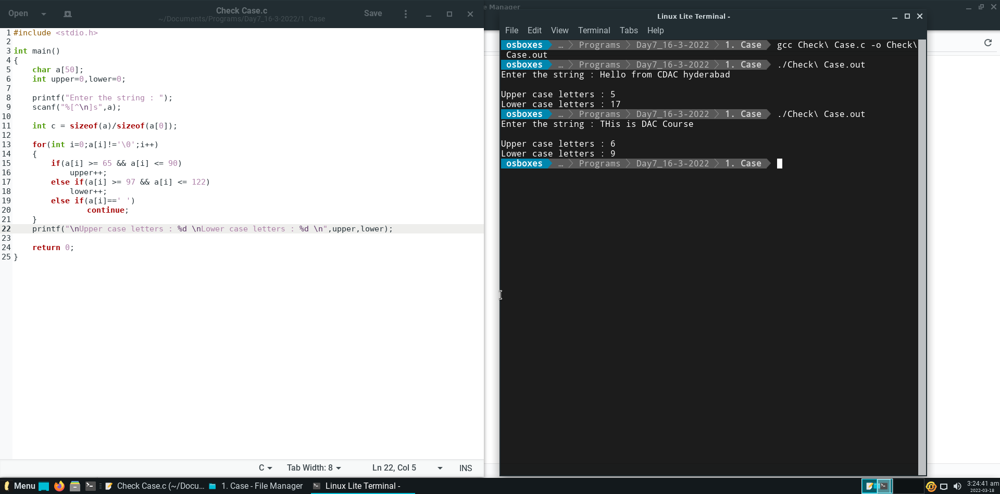 Open
Check Case.c
~/Documents/Programs/Day7_16-3-2022/1. Case
Save
e Manager
1 #include <stdio.h>
2
3 int main()
4 {
5     char a[50];
6     int upper=0,lower=0;
7
8     printf("Enter the string : ");
9     scanf("%[^\n]s",a);
10
11     int c = sizeof(a)/sizeof(a[0]);
12
13     for(int i=0;a[i]!='\0';i++)
14     {
15         if(a[i] >= 65 && a[i] <= 90)
16             upper++;
17         else if(a[i] >= 97 && a[i] <= 122)
18             lower++;
19         else if(a[i]==' ')
20                 continue;
21     }
22     printf("\nUpper case letters : %d \nLower case letters : %d \n",upper,lower);
23
24     return 0;
25 }
C Tab Width: 8 Ln 22, Col 5 INS
Linux Lite Terminal -
File Edit View Terminal Tabs Help
osboxes … Programs Day7_16-3-2022 1. Case gcc Check\ Case.c -o Check\
Case.out
osboxes … Programs Day7_16-3-2022 1. Case ./Check\ Case.out
Enter the string : Hello from CDAC hyderabad
Upper case letters : 5
Lower case letters : 17
osboxes … Programs Day7_16-3-2022 1. Case ./Check\ Case.out
Enter the string : THis is DAC Course
Upper case letters : 6
Lower case letters : 9
osboxes … Programs Day7_16-3-2022 1. Case
Menu Check Case.c (~/Docu... 1. Case - File Manager Linux Lite Terminal - 3:24:41 am
2022-03-18